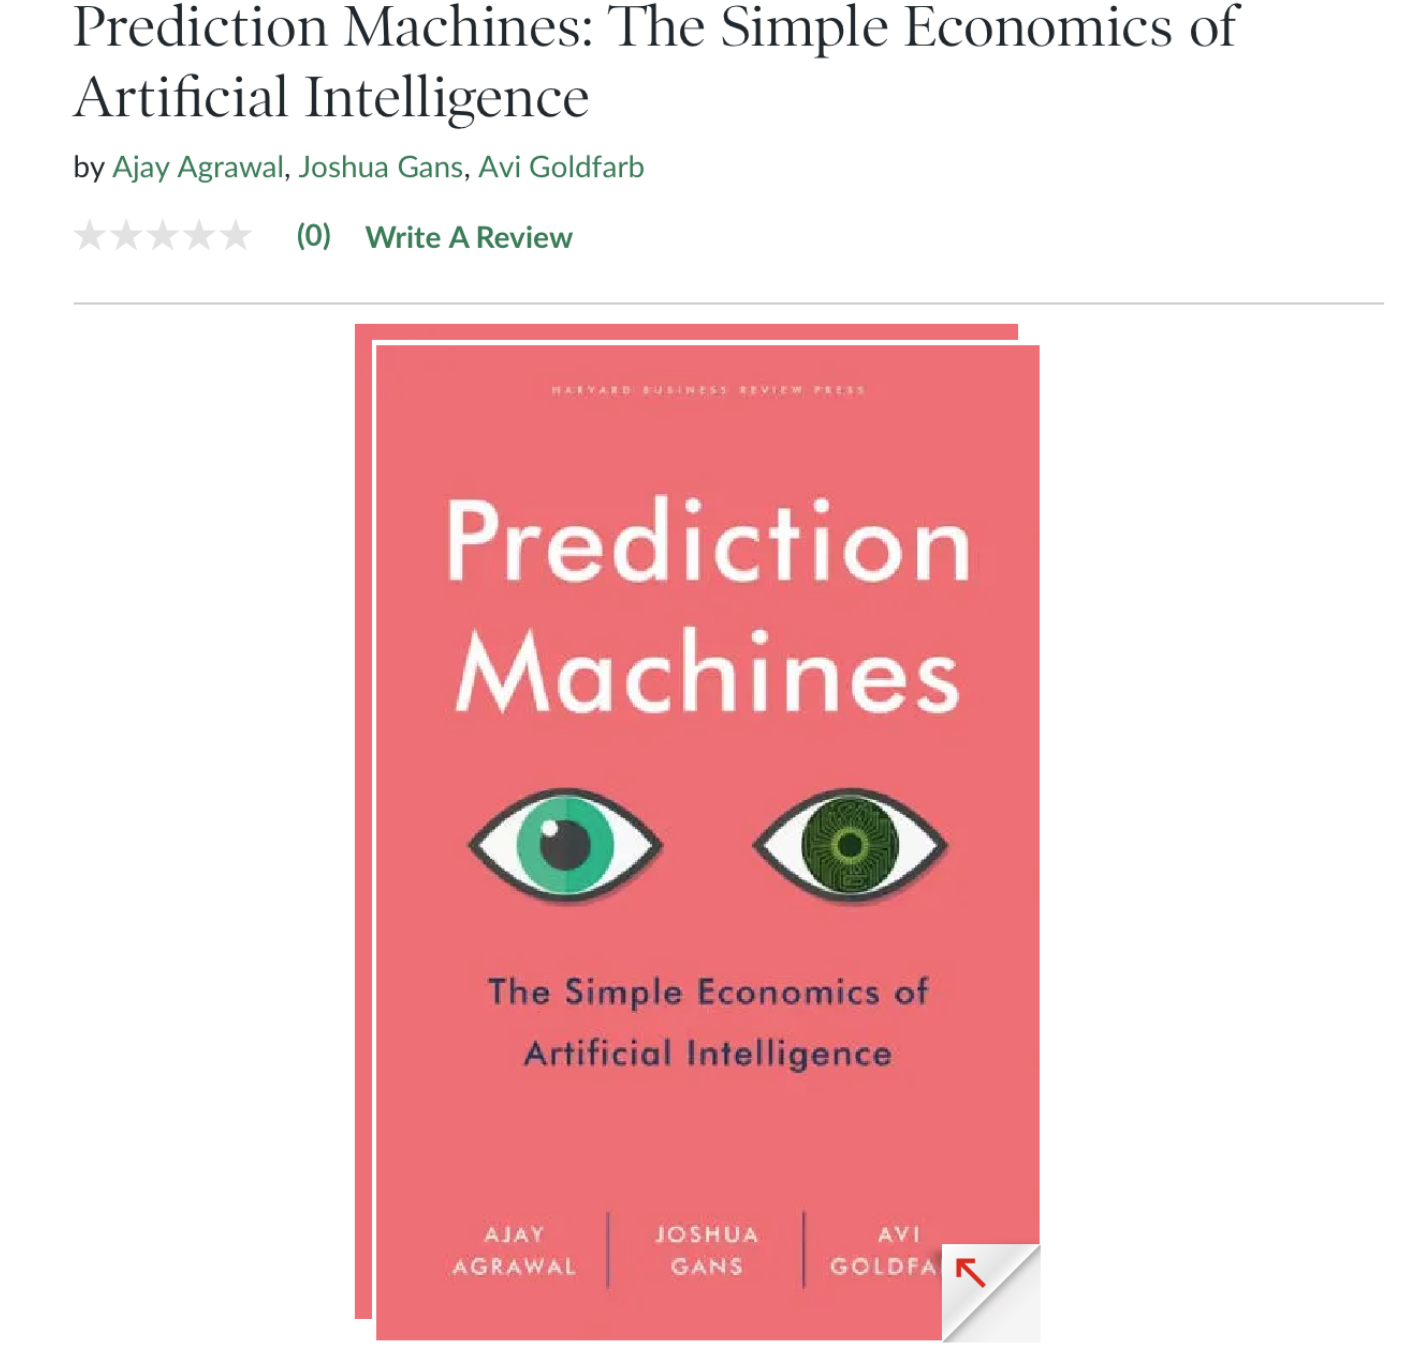 Prediction Machines: The Simple Economics of
Artificial Intelligence
by Ajay Agrawal, Joshua Gans, Avi Goldfarb
(0) Write A Review
HARVARD BUSINESS REVIEW PRESS
Prediction
Machines
The Simple Economics of
Artificial Intelligence
AJAY
AGRAWAL
JOSHUA
GANS
AVI
GOLDFA